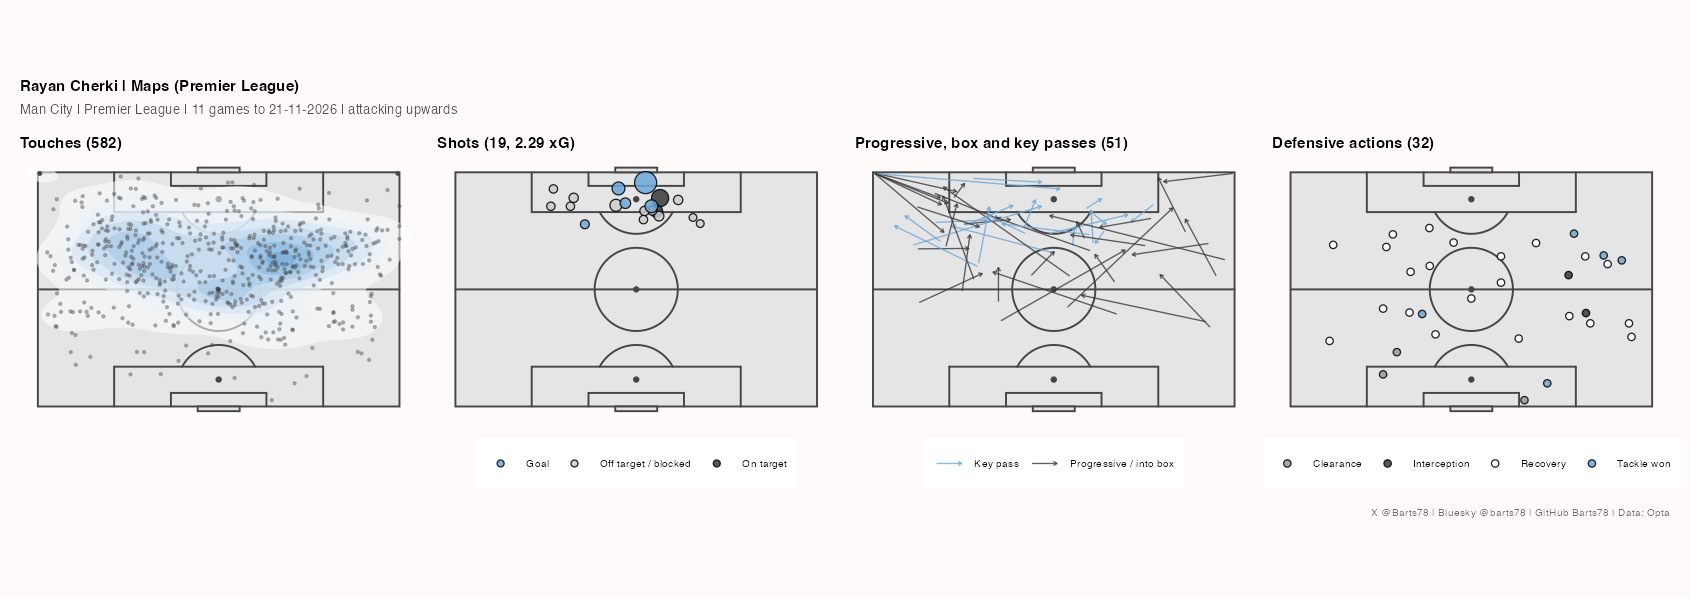 Rayan Cherki | Maps (Premier League)
Man City | Premier League | 11 games to 21-11-2026 | attacking upwards
Touches (582)
Shots (19, 2.29 xG)
Progressive, box and key passes (51)
Defensive actions (32)
Goal
Off target / blocked
On target
Key pass
Progressive / into box
Clearance
Interception
Recovery
Tackle won
X @Barts78 | Bluesky @barts78 | GitHub Barts78 | Data: Opta